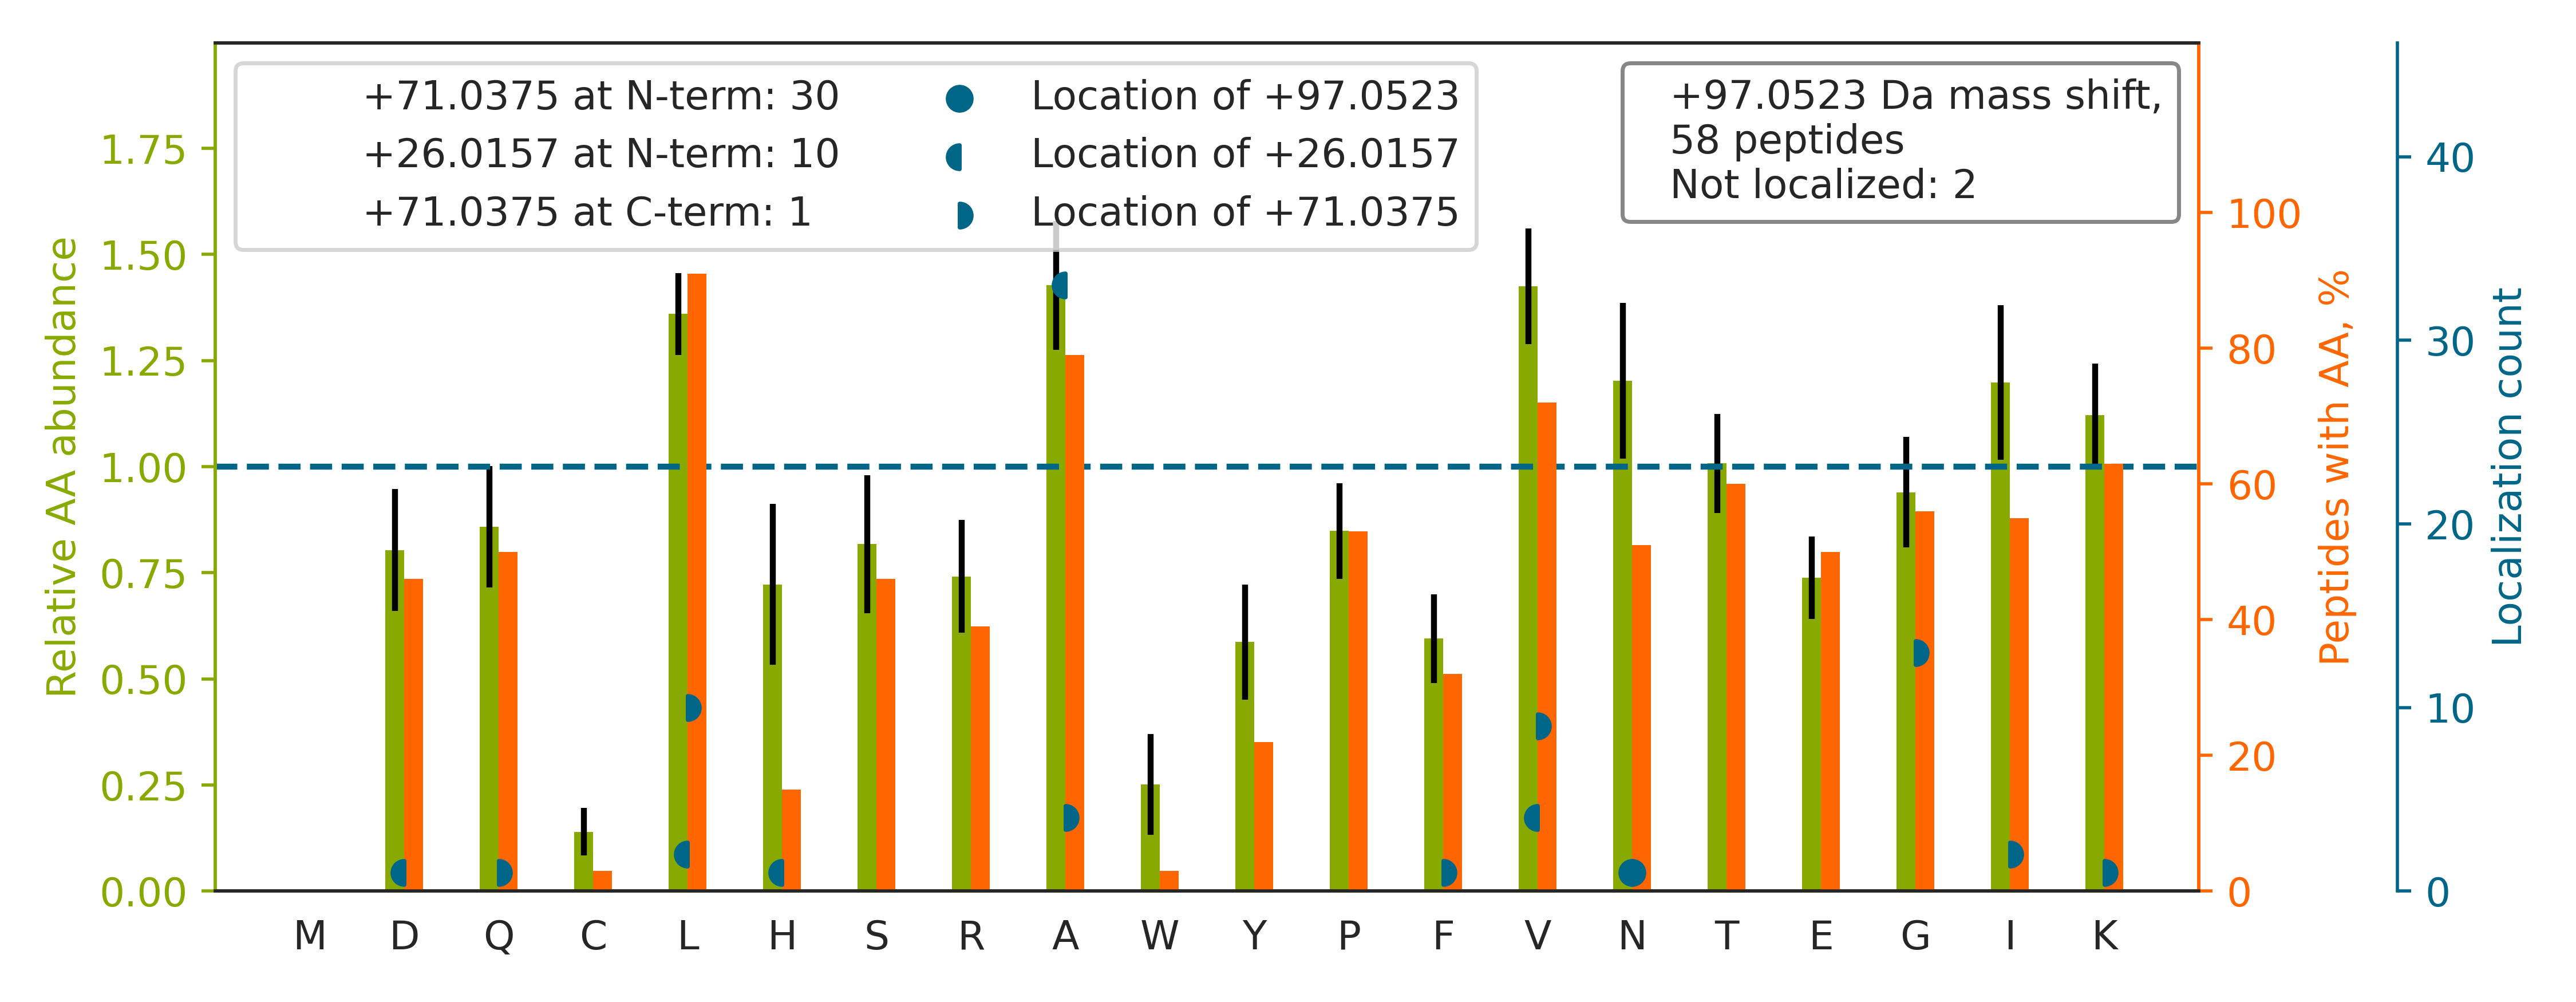 +71.0375 at N-term: 30
+26.0157 at N-term: 10
+71.0375 at C-term: 1
Location of +97.0523
Location of +26.0157
Location of +71.0375
+97.0523 Da mass shift,
58 peptides
Not localized: 2
Relative AA abundance
1.75
1.50
1.25
1.00
0.75
0.50
0.25
0.00
M D Q C L H S R A W Y P F V N T E G I K
100
80
60
40
20
0
Peptides with AA, %
40
30
20
10
0
Localization count